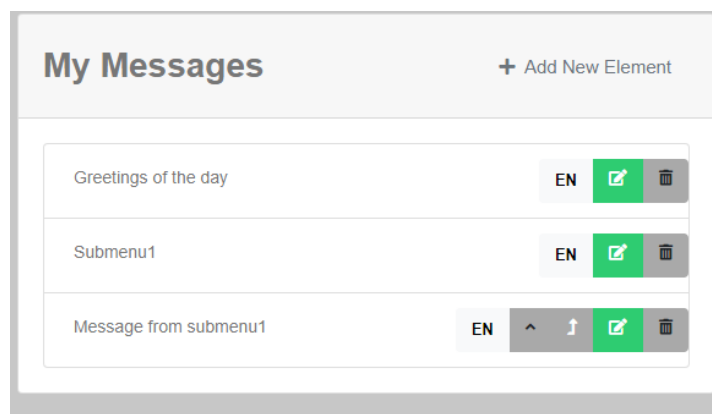 My Messages
Add New Element
Greetings of the day EN
Submenu1 EN
Message from submenu1 EN